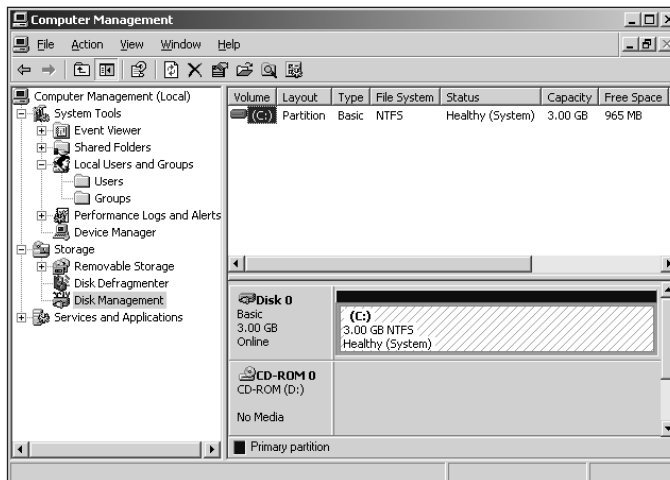 Computer Management
File Action View Window Help
Computer Management (Local)
System Tools
Event Viewer
Shared Folders
Local Users and Groups
Users
Groups
Performance Logs and Alerts
Device Manager
Storage
Removable Storage
Disk Defragmenter
Disk Management
Services and Applications
Volume Layout Type File System Status Capacity Free Space
(C:) Partition Basic NTFS Healthy (System) 3.00 GB 965 MB
Disk 0
Basic
3.00 GB
Online
(C:)
3.00 GB NTFS
Healthy (System)
CD-ROM 0
CD-ROM (D:)
No Media
Primary partition